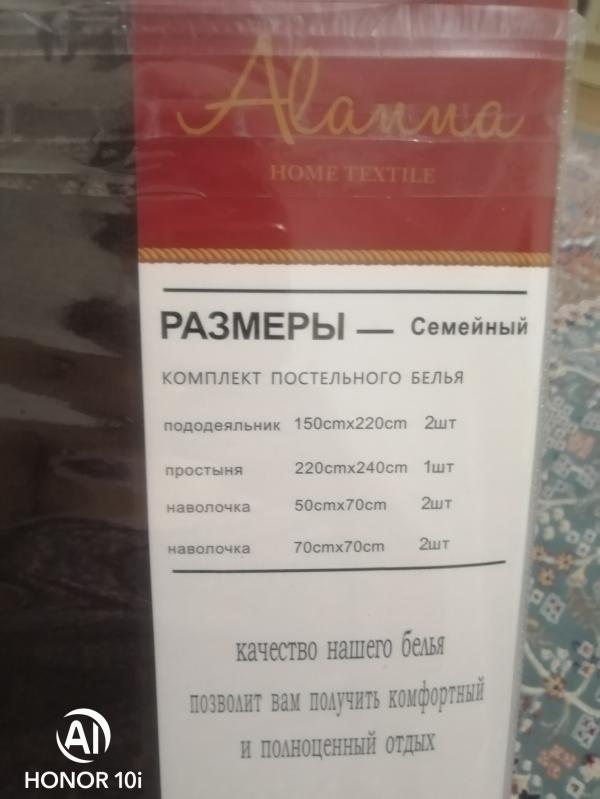 Alanna
HOME TEXTILE
РАЗМЕРЫ — Семейный
КОМПЛЕКТ ПОСТЕЛЬНОГО БЕЛЬЯ
пододеяльник 150cmx220cm 2шт
простыня 220cmx240cm 1шт
наволочка 50cmx70cm 2шт
наволочка 70cmx70cm 2шт
качество нашего белья
позволит вам получить комфортный
и полноценный отдых
AI
HONOR 10i